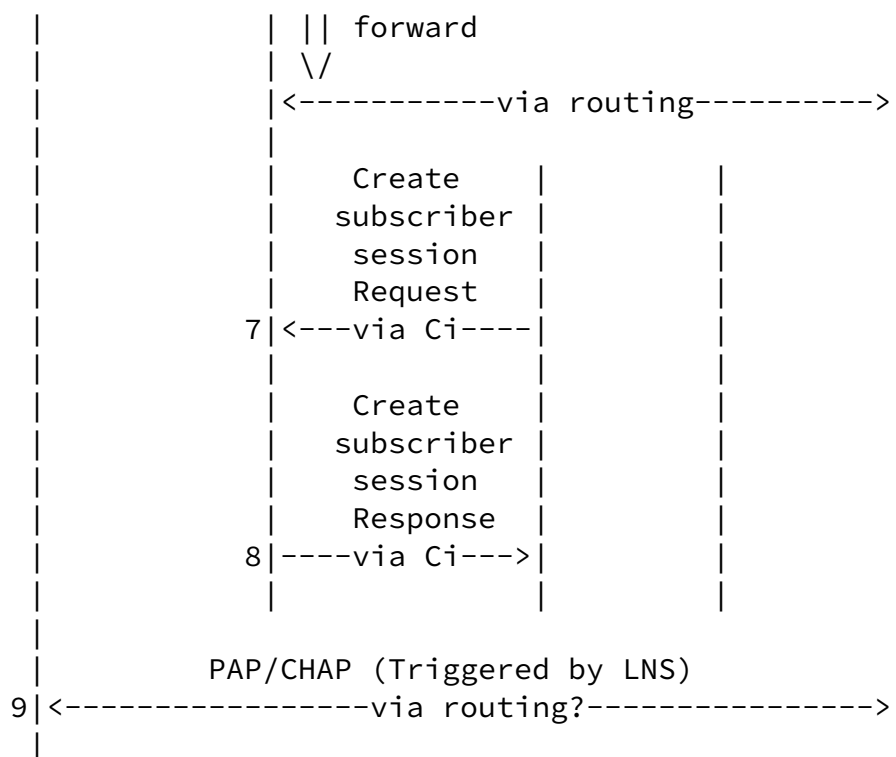 |             | || forward
|             | \/
|             |<-----------via routing---------->
|             |
|             |    Create    |         |
|             |   subscriber |         |
|             |    session   |         |
|             |    Request   |         |
|            7|<---via Ci----|         |
|             |              |         |
|             |    Create    |         |
|             |   subscriber |         |
|             |    session   |         |
|             |    Response  |         |
|            8|----via Ci--->|         |
|             |              |         |
|
|         PAP/CHAP (Triggered by LNS)
9|<-----------------via routing?---------------->
|